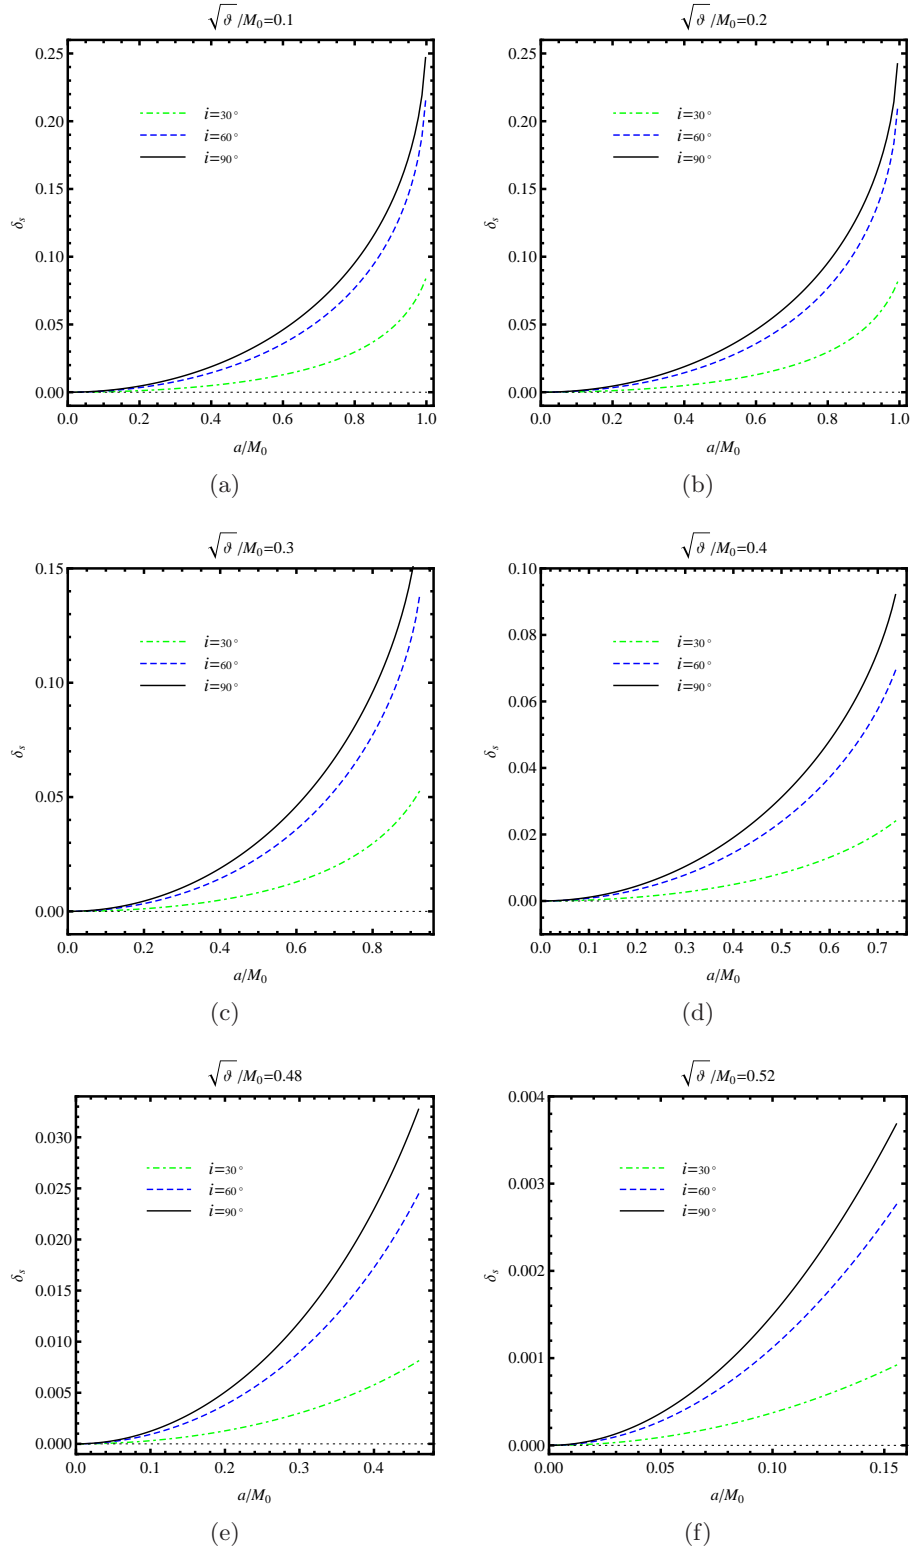 √ϑ/M₀=0.1
0.25
0.20
0.15
0.10
0.05
0.00
δₛ
i=30°
i=60°
i=90°
0.0 0.2 0.4 0.6 0.8 1.0
a/M₀
(a)
√ϑ/M₀=0.2
0.25
0.20
0.15
0.10
0.05
0.00
δₛ
i=30°
i=60°
i=90°
0.0 0.2 0.4 0.6 0.8 1.0
a/M₀
(b)
√ϑ/M₀=0.3
0.15
0.10
0.05
0.00
δₛ
i=30°
i=60°
i=90°
0.0 0.2 0.4 0.6 0.8
a/M₀
(c)
√ϑ/M₀=0.4
0.10
0.08
0.06
0.04
0.02
0.00
δₛ
i=30°
i=60°
i=90°
0.0 0.1 0.2 0.3 0.4 0.5 0.6 0.7
a/M₀
(d)
√ϑ/M₀=0.48
0.030
0.025
0.020
0.015
0.010
0.005
0.000
δₛ
i=30°
i=60°
i=90°
0.0 0.1 0.2 0.3 0.4
a/M₀
(e)
√ϑ/M₀=0.52
0.004
0.003
0.002
0.001
0.000
δₛ
i=30°
i=60°
i=90°
0.00 0.05 0.10 0.15
a/M₀
(f)